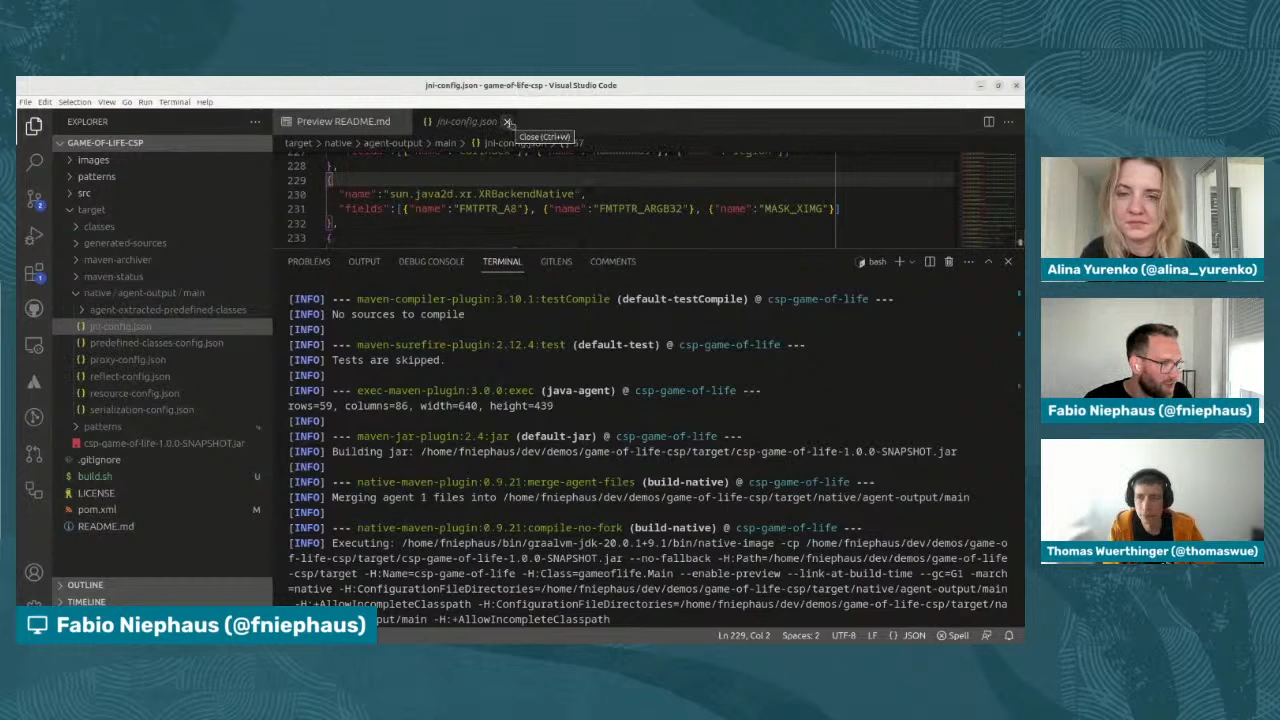 jni-config.json - game-of-life-csp - Visual Studio Code
File Edit Selection View Go Run Terminal Help
EXPLORER
GAME-OF-LIFE-CSP
images
patterns
src
target
classes
generated-sources
maven-archiver
maven-status
native / agent-output / main
agent-extracted-predefined-classes
jni-config.json
predefined-classes-config.json
proxy-config.json
reflect-config.json
resource-config.json
serialization-config.json
patterns
csp-game-of-life-1.0.0-SNAPSHOT.jar
.gitignore
build.sh U
LICENSE
pom.xml M
README.md
OUTLINE
TIMELINE
2
1
Preview README.md
{} jni-config.json
Close (Ctrl+W)
target > native > agent-output > main >
228 },
229 {
230 "name":"sun.java2d.xr.XRBackendNative",
231 "fields":[{"name":"FMTPTR_A8"}, {"name":"FMTPTR_ARGB32"}, {"name":"MASK_XIMG"}]
232 },
233 {
PROBLEMS OUTPUT DEBUG CONSOLE TERMINAL GITLENS COMMENTS
bash
[INFO] --- maven-compiler-plugin:3.10.1:testCompile (default-testCompile) @ csp-game-of-life ---
[INFO] No sources to compile
[INFO]
[INFO] --- maven-surefire-plugin:2.12.4:test (default-test) @ csp-game-of-life ---
[INFO] Tests are skipped.
[INFO]
[INFO] --- exec-maven-plugin:3.0.0:exec (java-agent) @ csp-game-of-life ---
rows=59, columns=86, width=640, height=439
[INFO]
[INFO] --- maven-jar-plugin:2.4:jar (default-jar) @ csp-game-of-life ---
[INFO] Building jar: /home/fniephaus/dev/demos/game-of-life-csp/target/csp-game-of-life-1.0.0-SNAPSHOT.jar
[INFO]
[INFO] --- native-maven-plugin:0.9.21:merge-agent-files (build-native) @ csp-game-of-life ---
[INFO] Merging agent 1 files into /home/fniephaus/dev/demos/game-of-life-csp/target/native/agent-output/main
[INFO]
[INFO] --- native-maven-plugin:0.9.21:compile-no-fork (build-native) @ csp-game-of-life ---
[INFO] Executing: /home/fniephaus/bin/graalvm-jdk-20.0.1+9.1/bin/native-image -cp /home/fniephaus/dev/demos/game-o
f-life-csp/target/csp-game-of-life-1.0.0-SNAPSHOT.jar --no-fallback -H:Path=/home/fniephaus/dev/demos/game-of-life
-csp/target -H:Name=csp-game-of-life -H:Class=gameoflife.Main --enable-preview --link-at-build-time --gc=G1 -march
=native -H:ConfigurationFileDirectories=/home/fniephaus/dev/demos/game-of-life-csp/target/native/agent-output/main
-H:+AllowIncompleteClasspath -H:ConfigurationFileDirectories=/home/fniephaus/dev/demos/game-of-life-csp/target/na
/output/main -H:+AllowIncompleteClasspath
Ln 229, Col 2 Spaces: 2 UTF-8 LF {} JSON Spell
Fabio Niephaus (@fniephaus)
Alina Yurenko (@alina_yurenko)
Fabio Niephaus (@fniephaus)
Thomas Wuerthinger (@thomaswue)